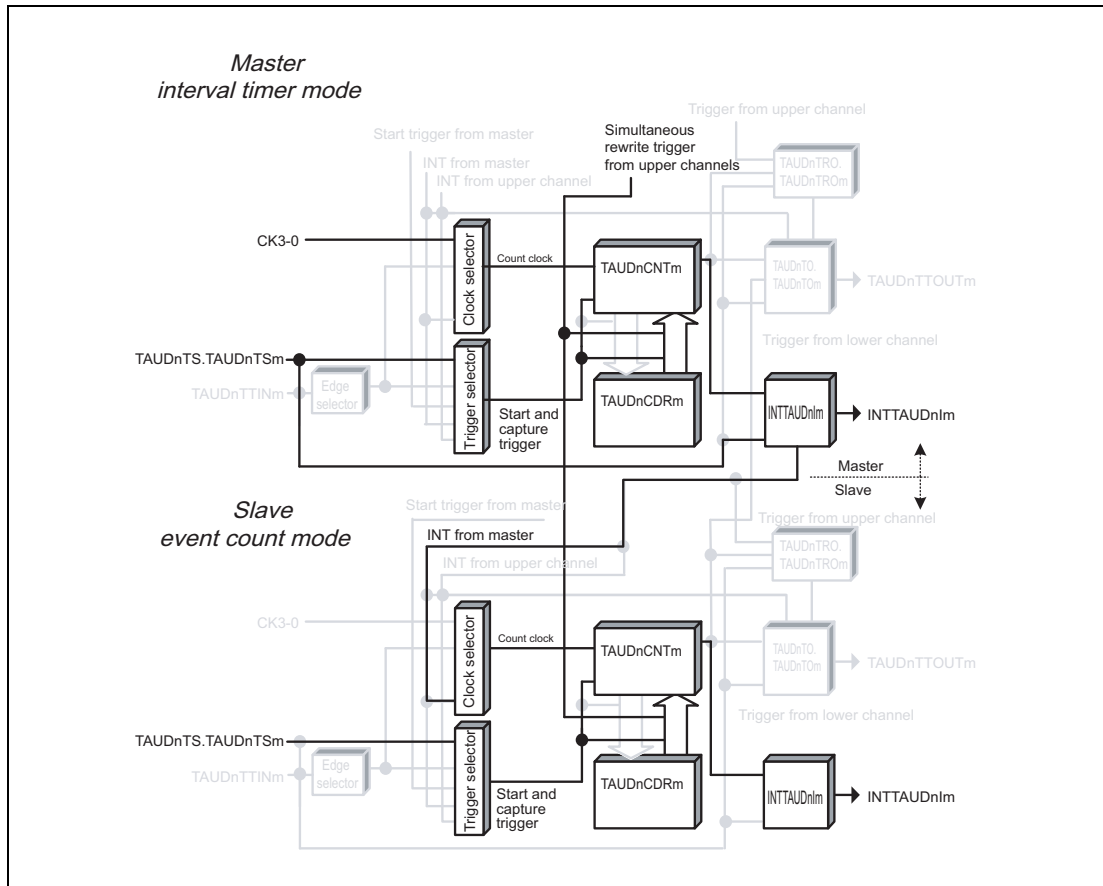 Master
interval timer mode
Trigger from upper channel
Start trigger from master
Simultaneous
rewrite trigger
from upper channels
INT from master
INT from upper channel
TAUDnTRO.
TAUDnTROm
CK3-0
Clock selector
Count clock
TAUDnCNTm
TAUDnTO.
TAUDnTOm
TAUDnTTOUTm
Trigger from lower channel
TAUDnTS.TAUDnTSm
TAUDnTTINm
Edge
selector
Trigger selector
Start and
capture
trigger
TAUDnCDRm
INTTAUDnIm
INTTAUDnIm
Master
Slave
Slave
event count mode
Start trigger from master
INT from master
INT from upper channel
Trigger from upper channel
TAUDnTRO.
TAUDnTROm
CK3-0
Clock selector
Count clock
TAUDnCNTm
TAUDnTO.
TAUDnTOm
TAUDnTTOUTm
Trigger from lower channel
TAUDnTS.TAUDnTSm
TAUDnTTINm
Edge
selector
Trigger selector
Start and
capture
trigger
TAUDnCDRm
INTTAUDnIm
INTTAUDnIm